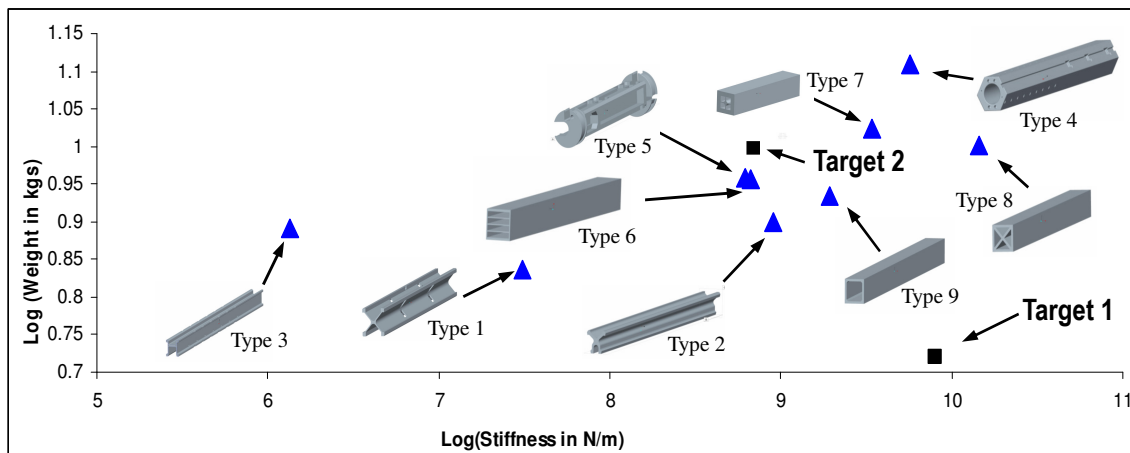 Log (Weight in kgs)
1.15
1.1
1.05
1
0.95
0.9
0.85
0.8
0.75
0.7
5
6
7
8
9
10
11
Log(Stiffness in N/m)
Type 7
Type 4
Type 5
Target 2
Type 8
Type 6
Type 9
Type 1
Type 2
Type 3
Target 1